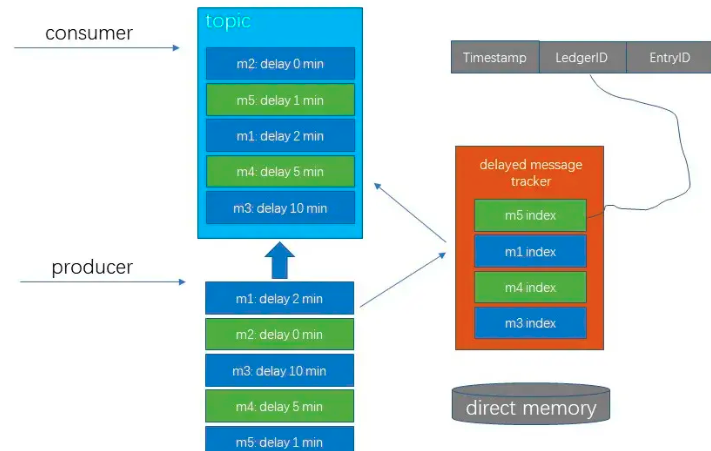 consumer
topic
m2: delay 0 min
m5: delay 1 min
m1: delay 2 min
m4: delay 5 min
m3: delay 10 min
producer
m1: delay 2 min
m2: delay 0 min
m3: delay 10 min
m4: delay 5 min
m5: delay 1 min
Timestamp LedgerID EntryID
delayed message
tracker
m5 index
m1 index
m4 index
m3 index
direct memory